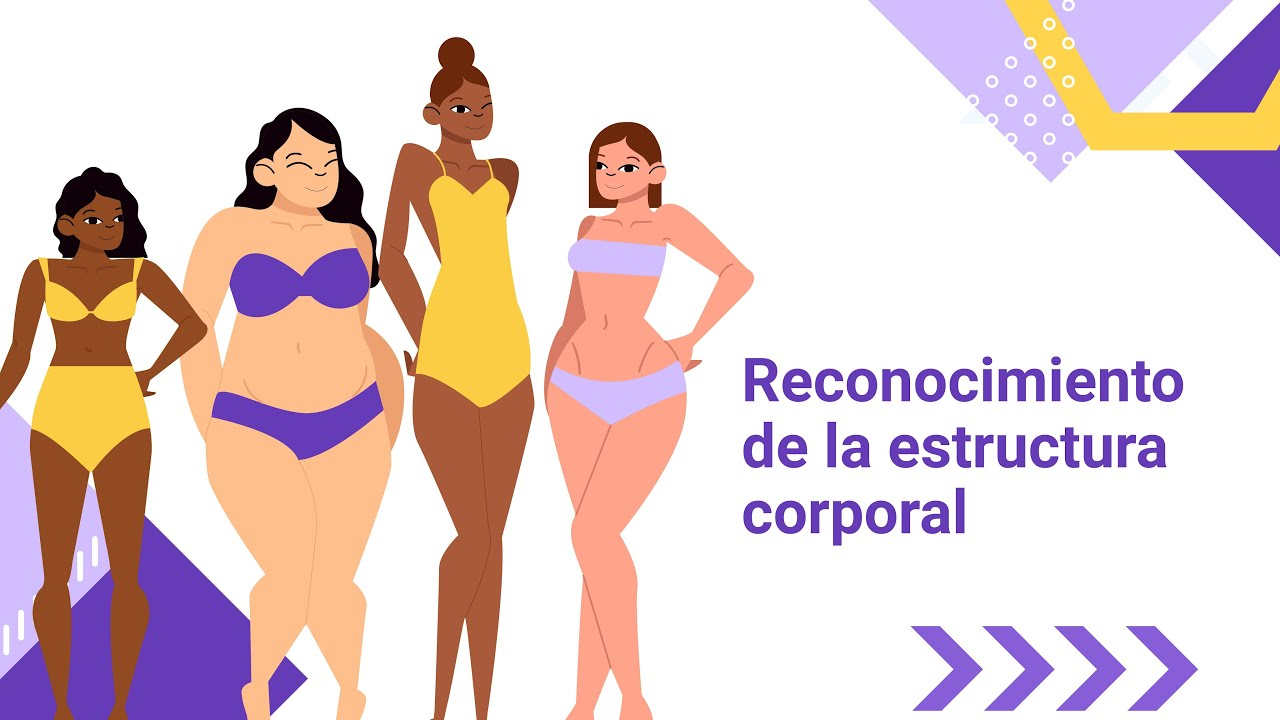 Reconocimiento
de la estructura
corporal